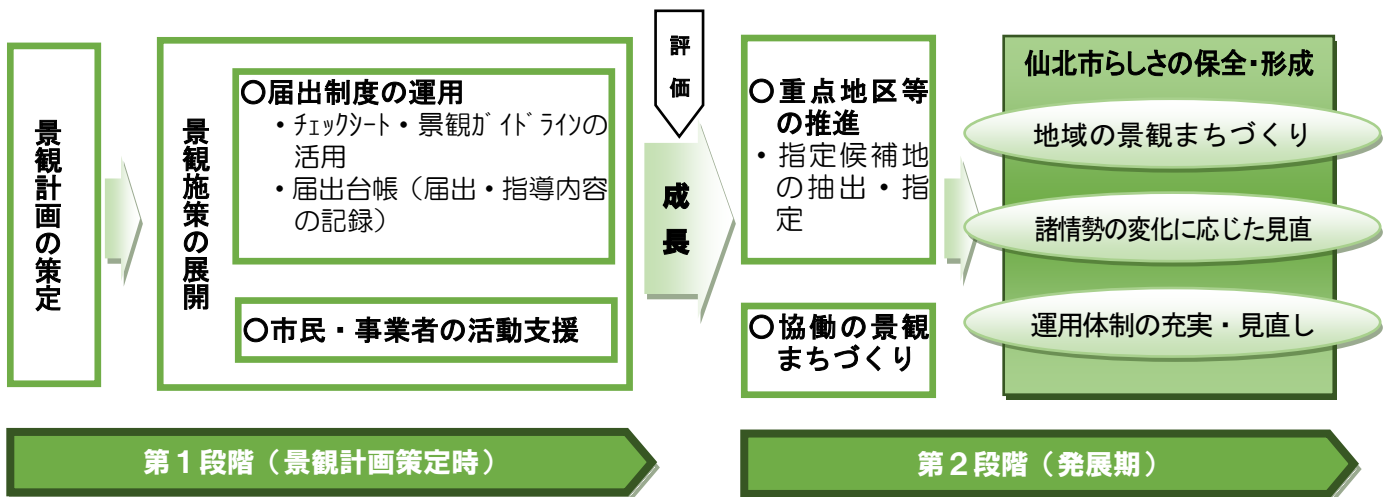 景観計画の策定
景観施策の展開
〇届出制度の運用
・ﾁｪｯｸｼｰﾄ・景観ｶﾞｲﾄﾞﾗｲﾝの
活用
・届出台帳（届出・指導内容
の記録）
〇市民・事業者の活動支援
評価
成長
〇重点地区等
の推進
・指定候補地
の抽出・指
定
〇協働の景観
まちづくり
仙北市らしさの保全・形成
地域の景観まちづくり
諸情勢の変化に応じた見直
運用体制の充実・見直し
第１段階（景観計画策定時）
第２段階（発展期）